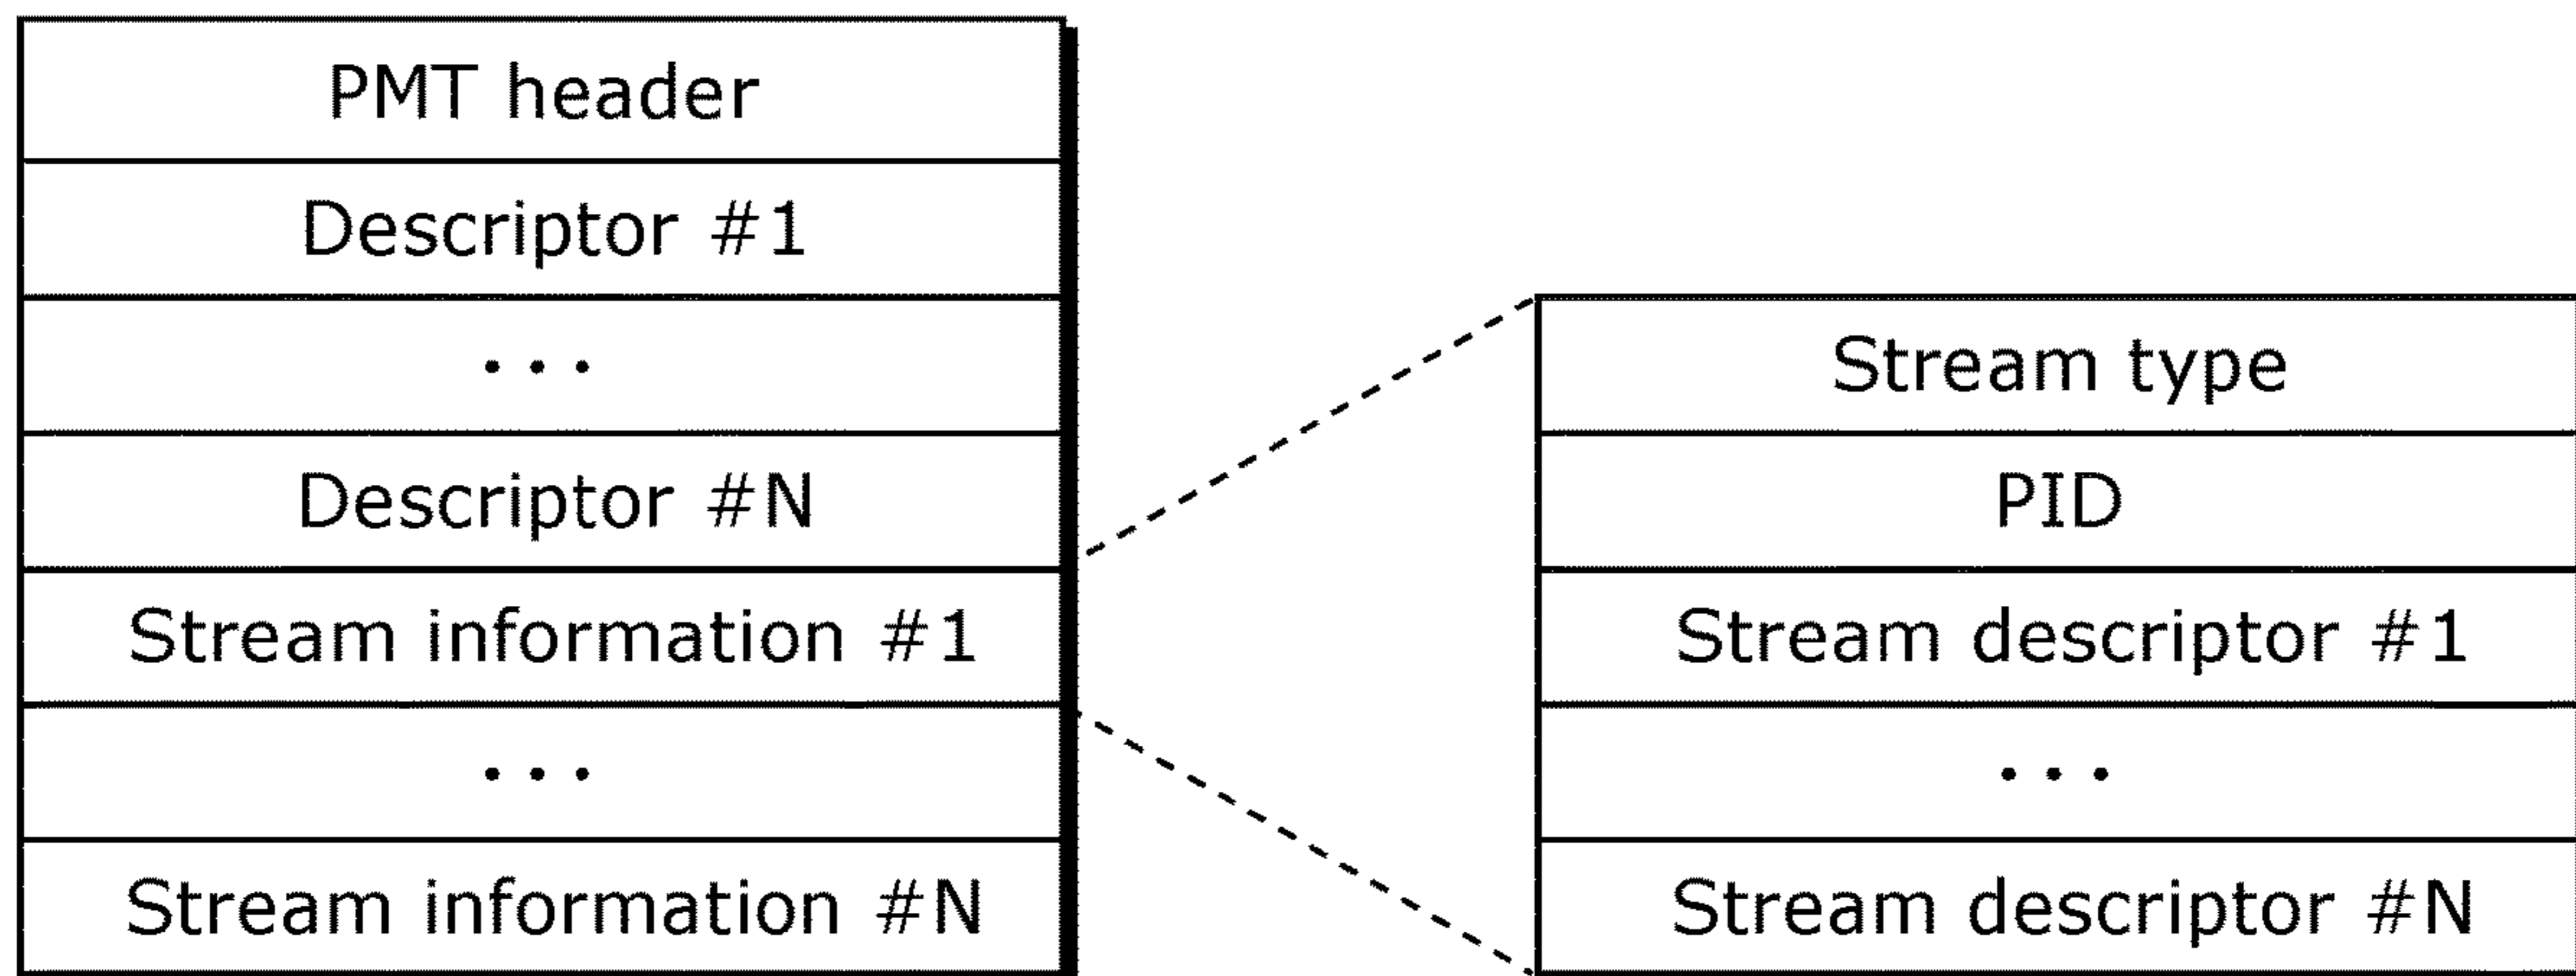 PMT header
Descriptor #1
...
Descriptor #N
Stream information #1
...
Stream information #N
Stream type
PID
Stream descriptor #1
...
Stream descriptor #N